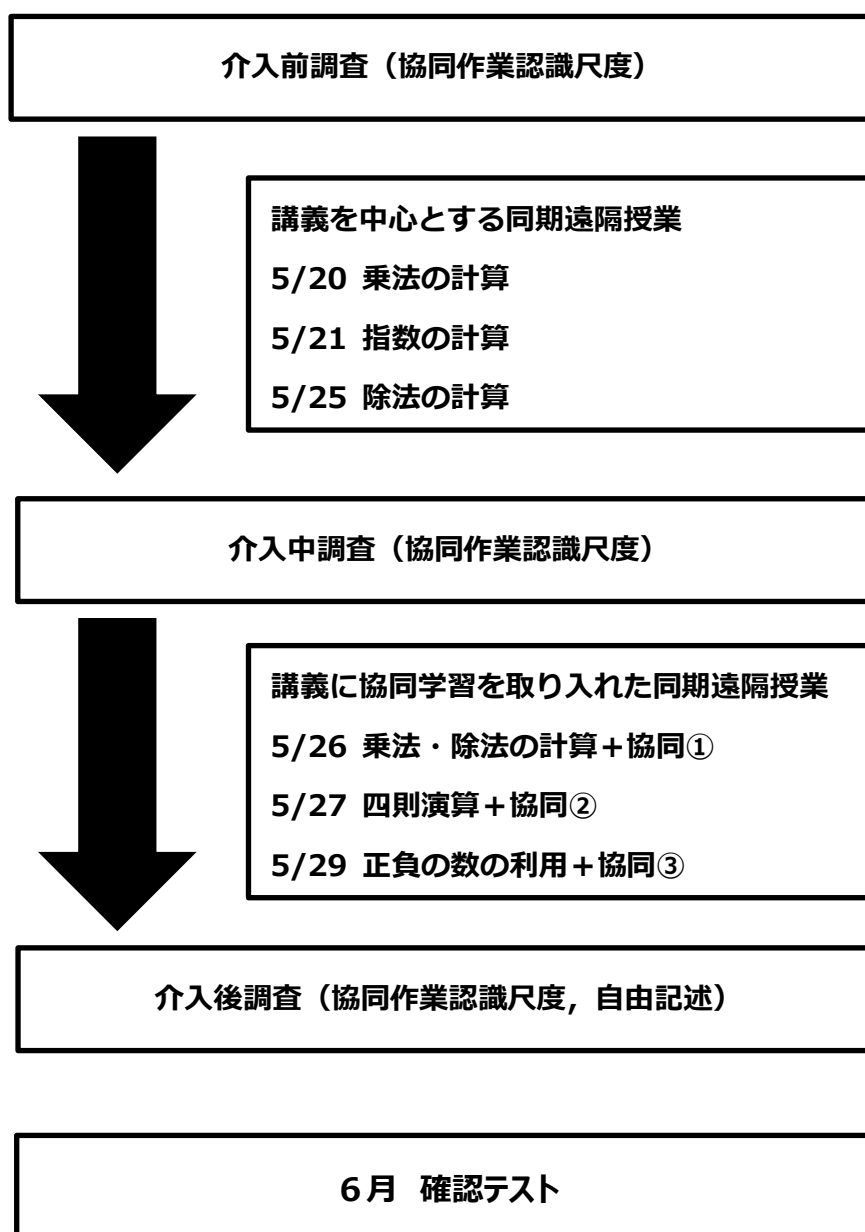 介入前調査（協同作業認識尺度）
講義を中心とする同期遠隔授業
5/20 乗法の計算
5/21 指数の計算
5/25 除法の計算
介入中調査（協同作業認識尺度）
講義に協同学習を取り入れた同期遠隔授業
5/26 乗法・除法の計算＋協同①
5/27 四則演算＋協同②
5/29 正負の数の利用＋協同③
介入後調査（協同作業認識尺度，自由記述）
６月 確認テスト